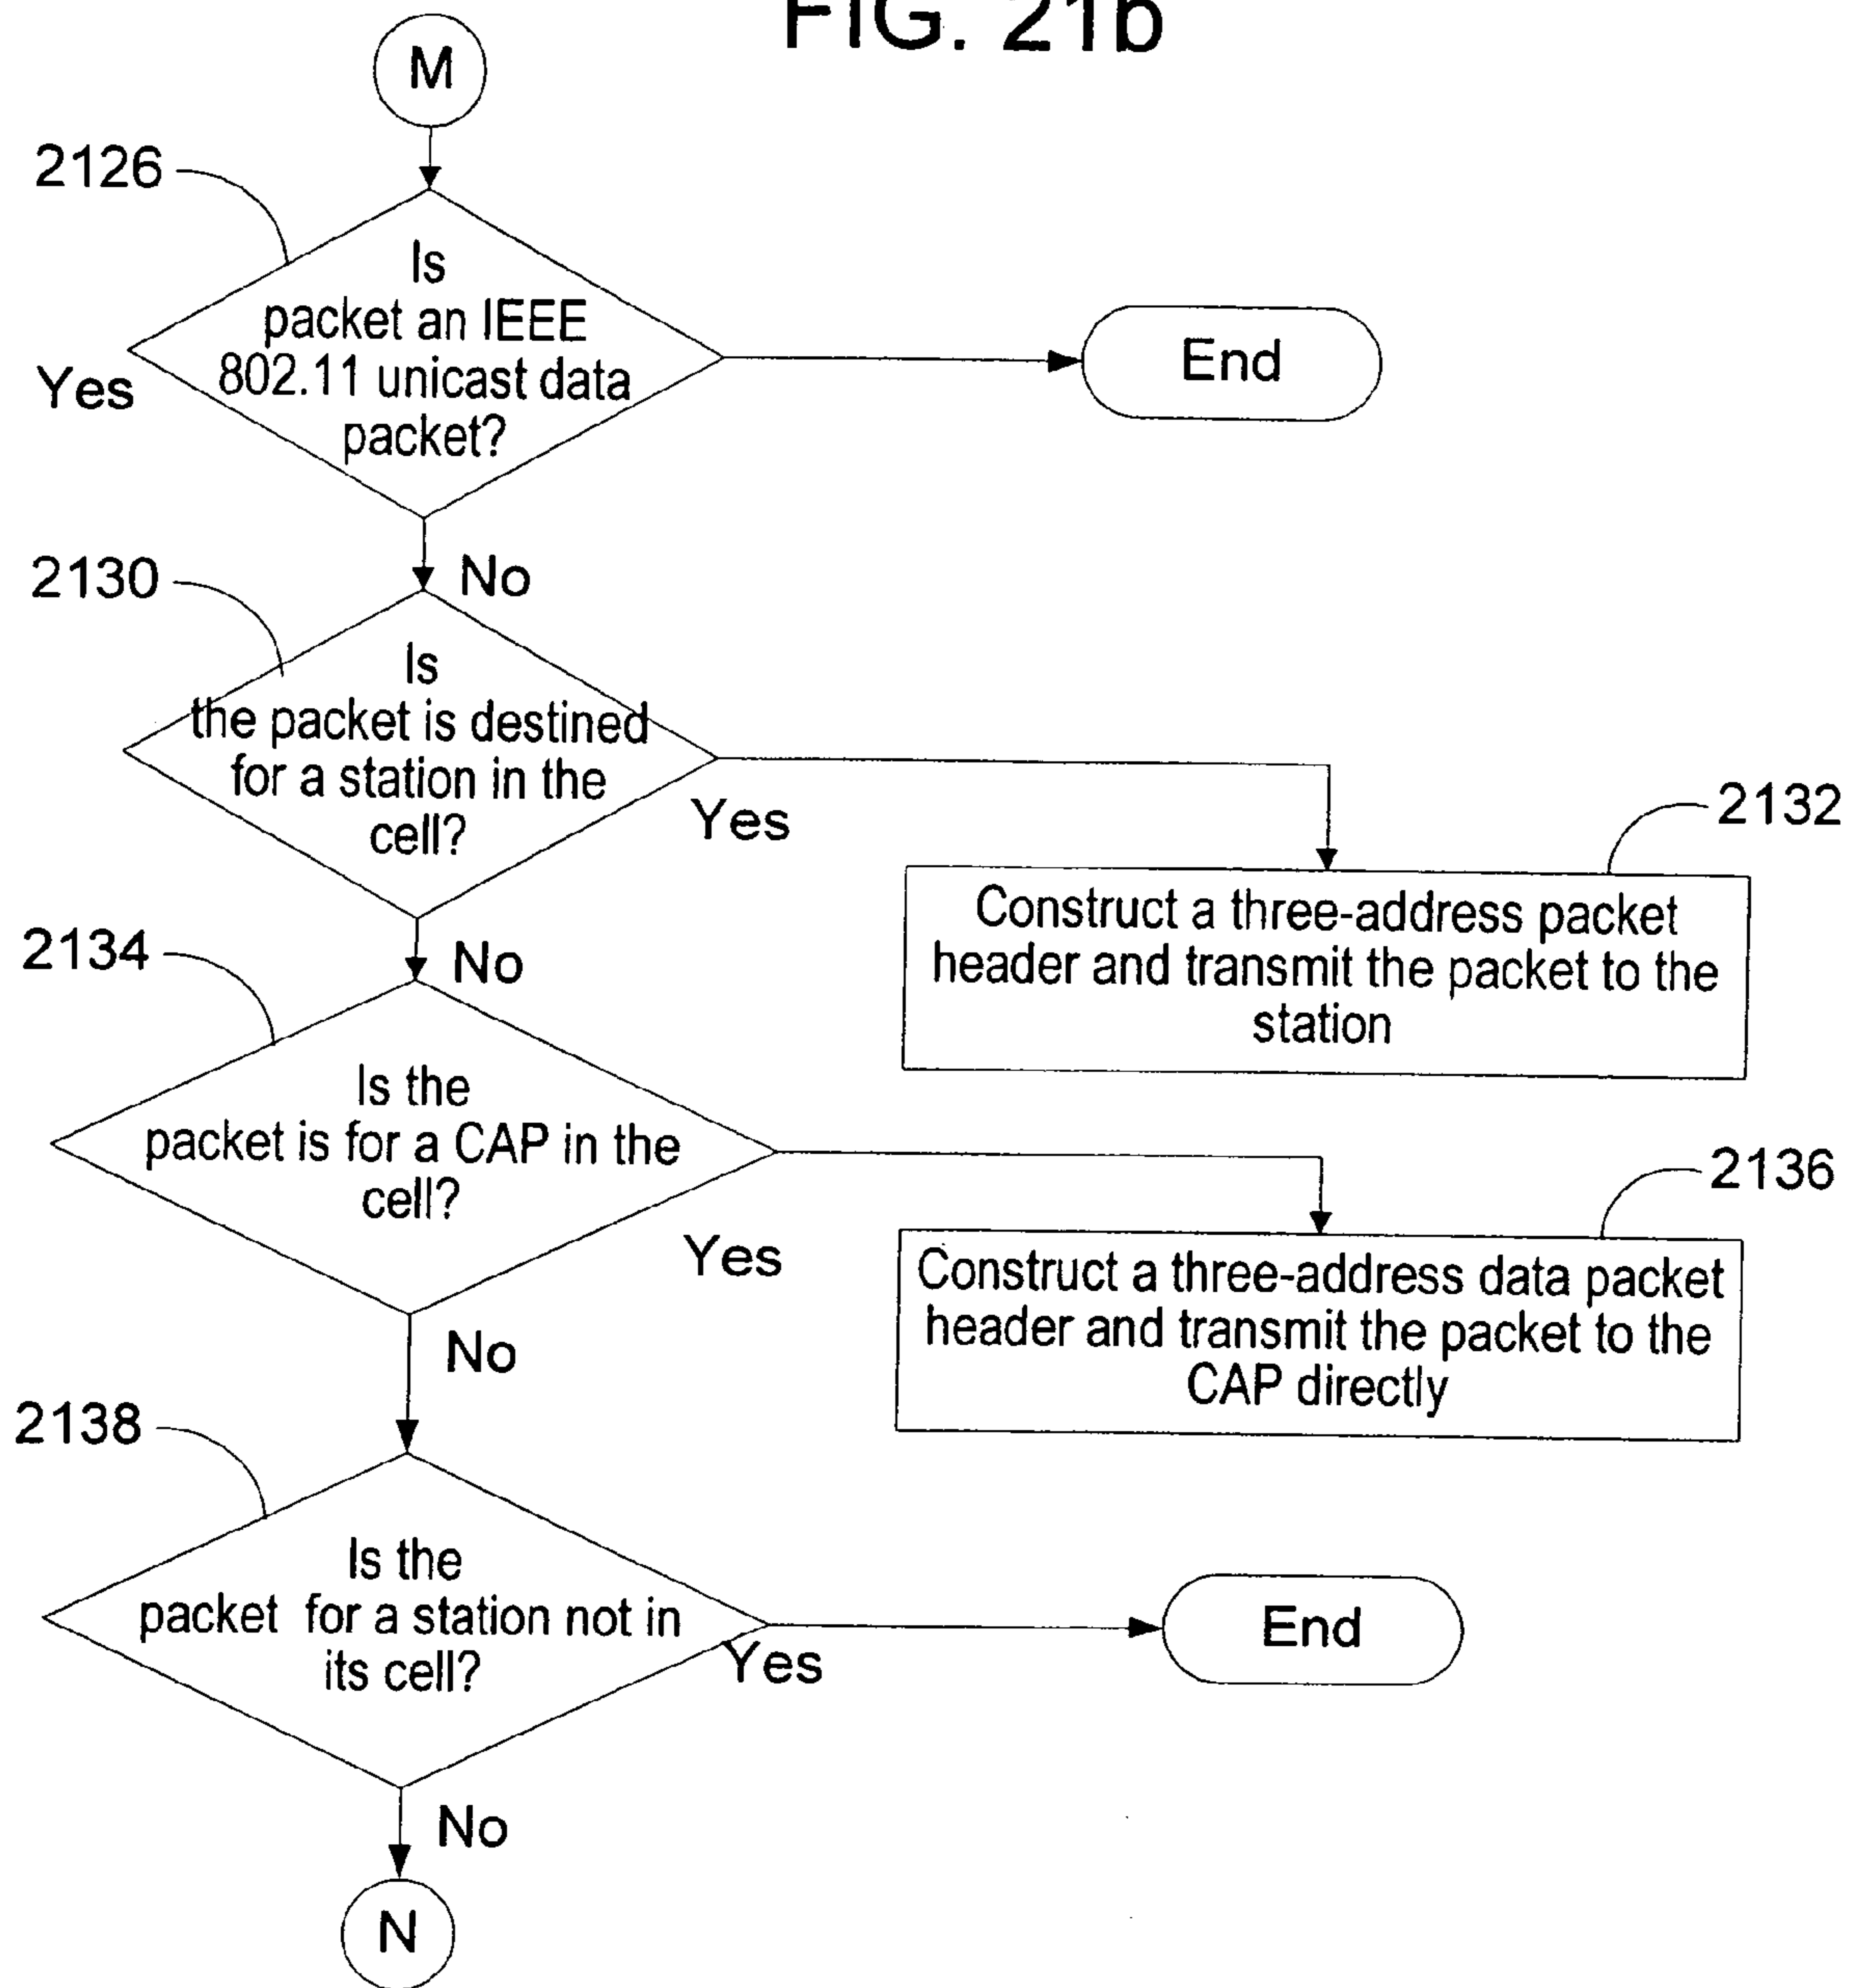 FIG. 21b
M
2126
Is
packet an IEEE
802.11 unicast data
packet?
Yes
End
No
2130
Is
the packet is destined
for a station in the
cell?
Yes
2132
Construct a three-address packet
header and transmit the packet to the
station
No
2134
Is the
packet is for a CAP in the
cell?
Yes
2136
Construct a three-address data packet
header and transmit the packet to the
CAP directly
No
2138
Is the
packet for a station not in
its cell?
Yes
End
No
N